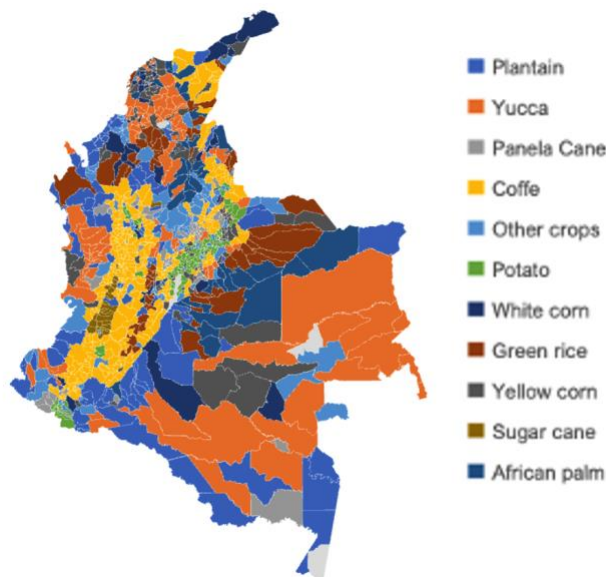 Plantain
Yucca
Panela Cane
Coffe
Other crops
Potato
White corn
Green rice
Yellow corn
Sugar cane
African palm